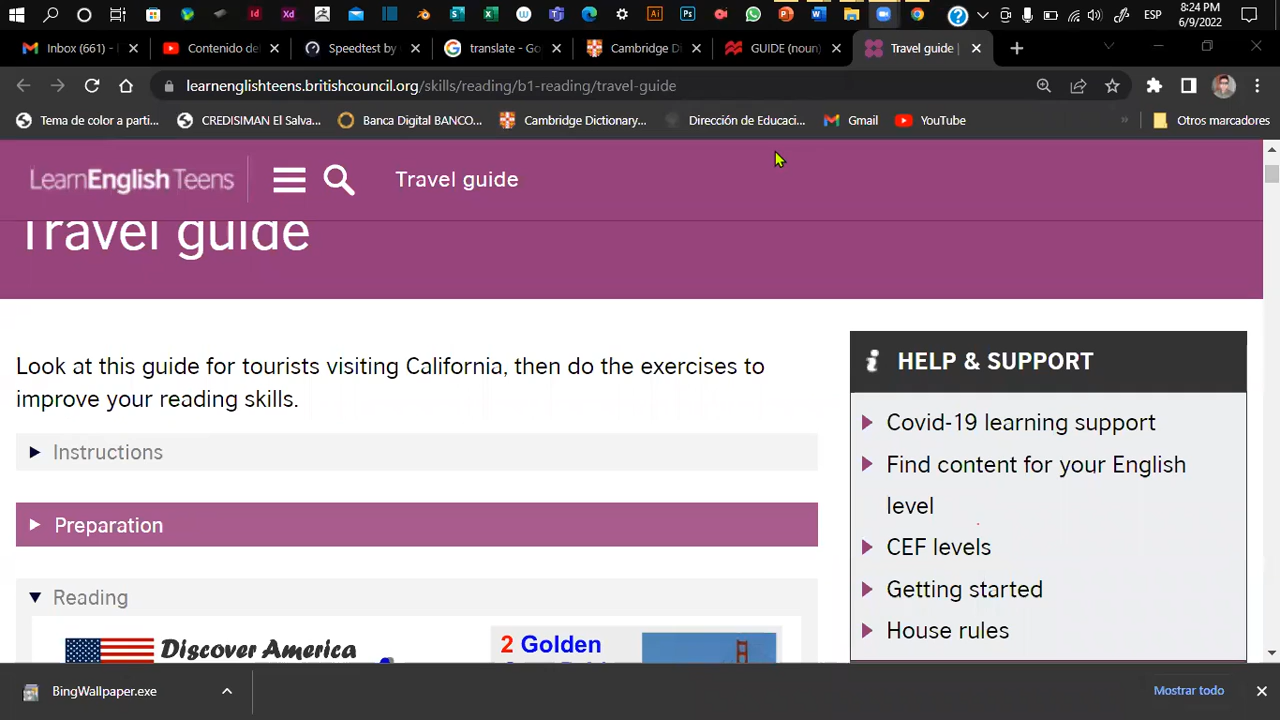 8:24 PM
ESP
6/9/2022
Inbox (661) -
Contenido de
Speedtest by
translate - Go
Cambridge Di
GUIDE (noun)
Travel guide |
learnenglishteens.britishcouncil.org/skills/reading/b1-reading/travel-guide
Tema de color a parti...
CREDISIMAN El Salva...
Banca Digital BANCO...
Cambridge Dictionary...
Dirección de Educaci...
Gmail
YouTube
»
Otros marcadores
LearnEnglish Teens
Travel guide
Travel guide
Look at this guide for tourists visiting California, then do the exercises to
improve your reading skills.
Instructions
Preparation
Reading
Discover America
2 Golden
HELP & SUPPORT
Covid-19 learning support
Find content for your English
level
CEF levels
Getting started
House rules
BingWallpaper.exe
Mostrar todo